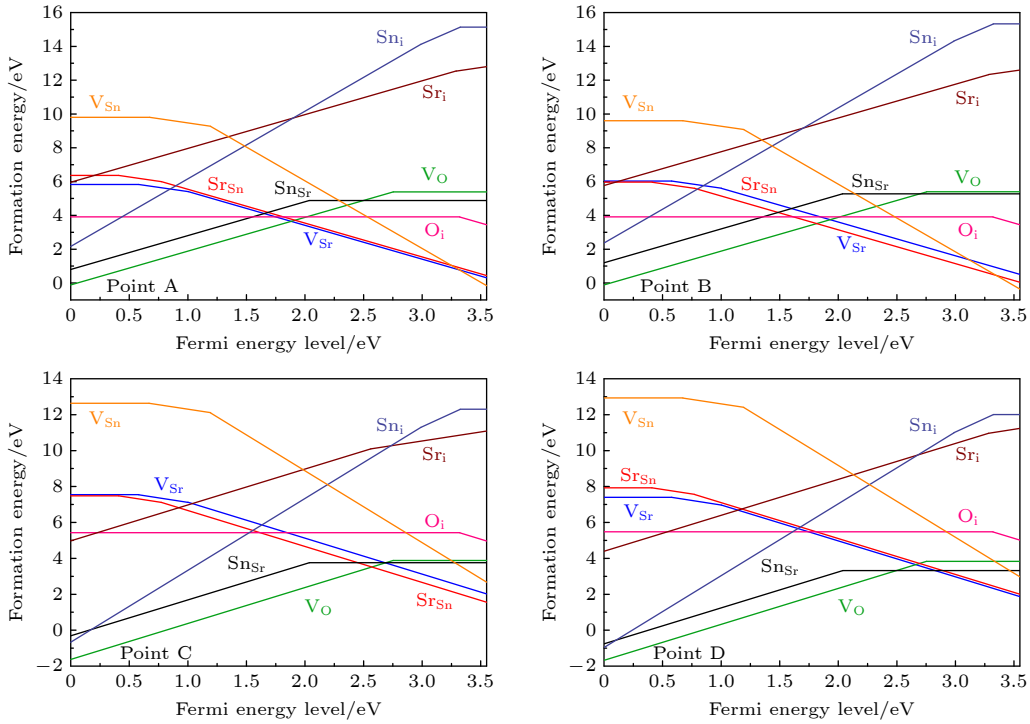 16
14
12
10
8
6
4
2
0
Formation energy/eV
Sn_i
Sr_i
V_Sn
Sr_Sn
Sn_Sr
V_O
O_i
V_Sr
Point A
0 0.5 1.0 1.5 2.0 2.5 3.0 3.5
Fermi energy level/eV
16
14
12
10
8
6
4
2
0
Formation energy/eV
Sn_i
Sr_i
V_Sn
Sr_Sn
Sn_Sr
V_O
O_i
V_Sr
Point B
0 0.5 1.0 1.5 2.0 2.5 3.0 3.5
Fermi energy level/eV
14
12
10
8
6
4
2
0
−2
Formation energy/eV
V_Sn
Sn_i
Sr_i
V_Sr
O_i
Sn_Sr
V_O
Sr_Sn
Point C
0 0.5 1.0 1.5 2.0 2.5 3.0 3.5
Fermi energy level/eV
14
12
10
8
6
4
2
0
−2
Formation energy/eV
V_Sn
Sn_i
Sr_i
Sr_Sn
V_Sr
O_i
Sn_Sr
V_O
Point D
0 0.5 1.0 1.5 2.0 2.5 3.0 3.5
Fermi energy level/eV